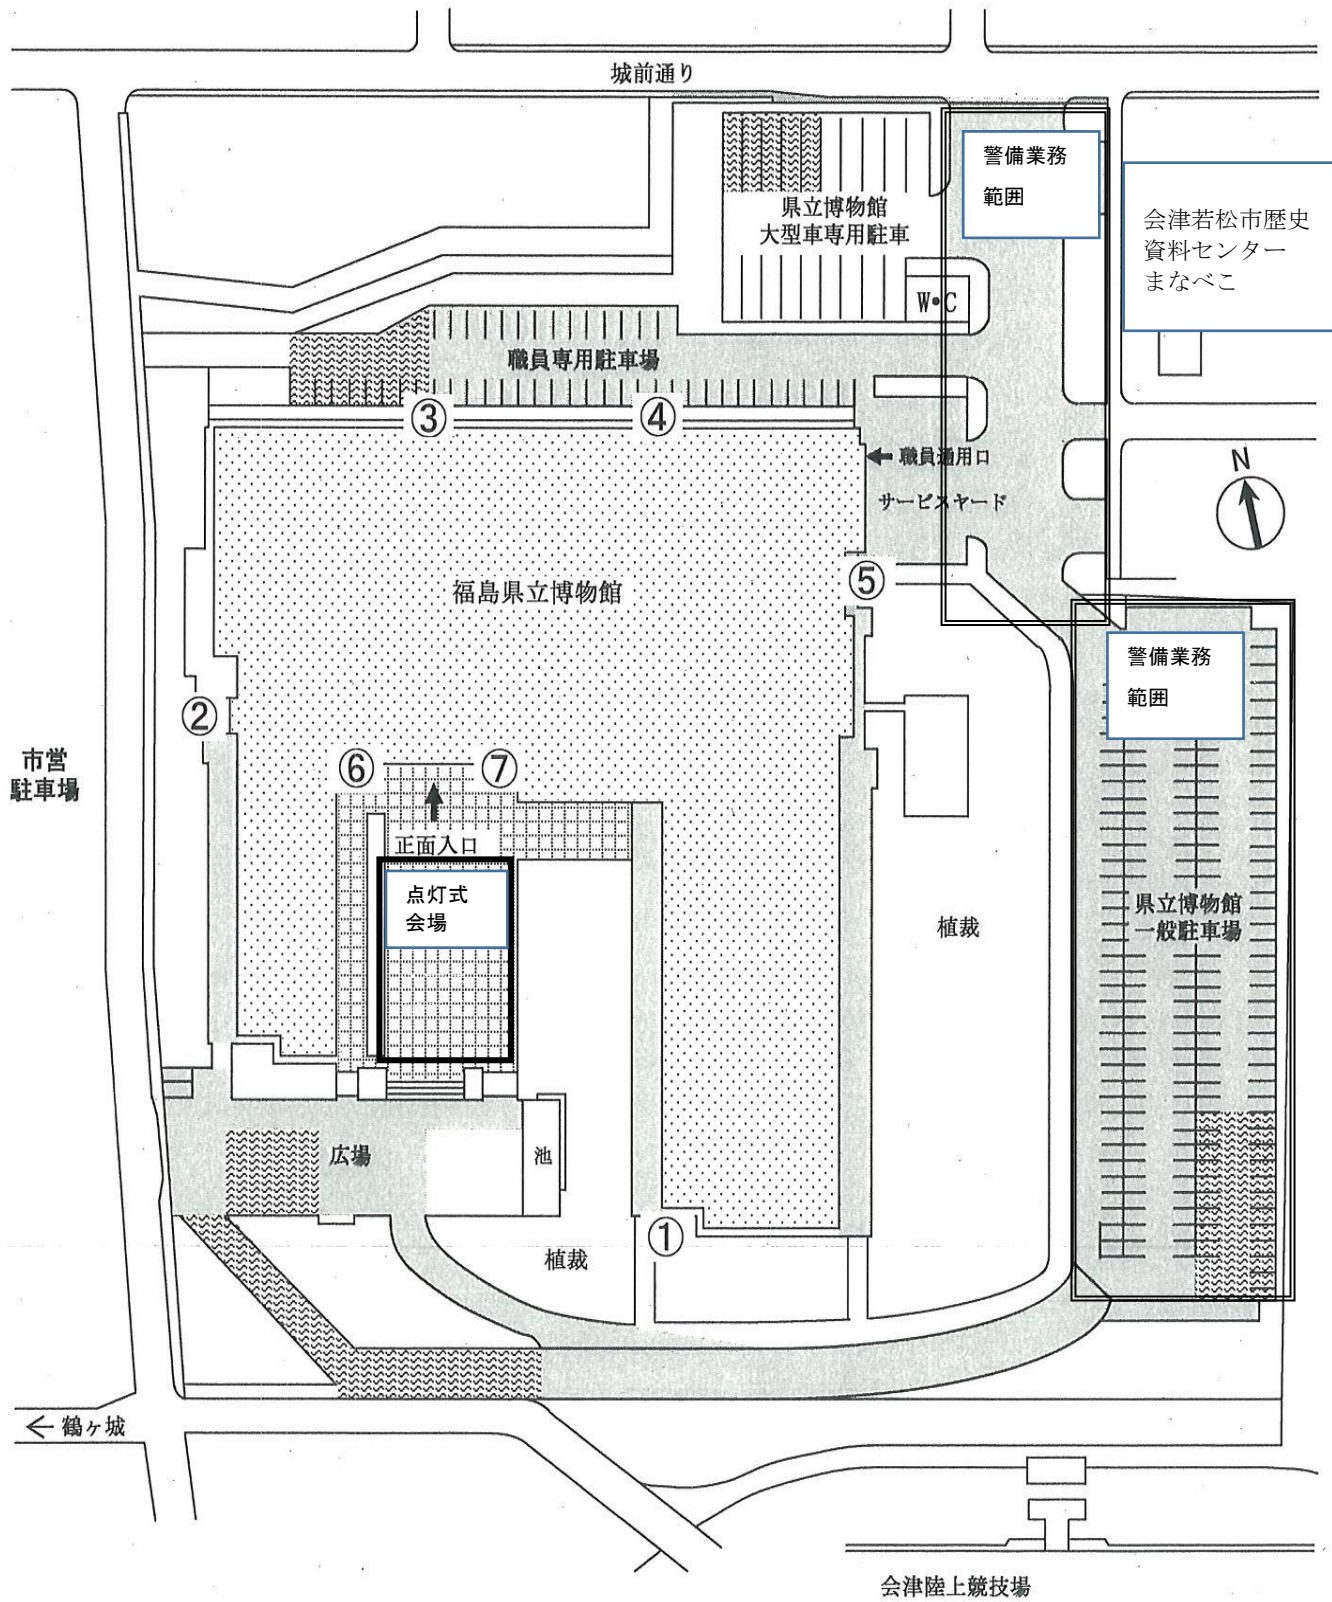 城前通り
警備業務
範囲
県立博物館
大型車専用駐車
会津若松市歴史
資料センター
まなべこ
W・C
職員専用駐車場
③
④
職員通用口
サービスヤード
N
福島県立博物館
⑤
警備業務
範囲
②
市営
駐車場
⑥
⑦
正面入口
点灯式
会場
県立博物館
一般駐車場
植裁
広場
池
①
植裁
鶴ヶ城
会津陸上競技場